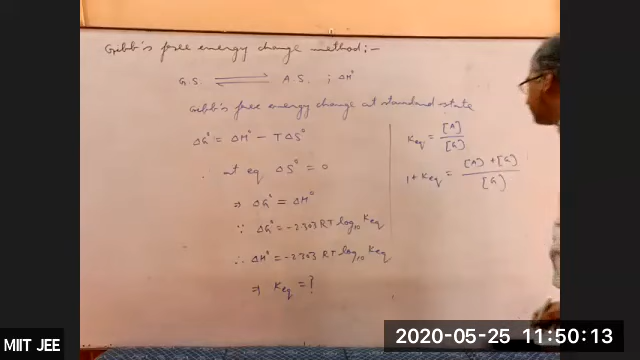 Gibb's free energy change method:-
G.S. ⇌ A.S. ; ΔH°
Gibb's free energy change at standard state
ΔG° = ΔH° - TΔS°
at eq ΔS° = 0
⇒ ΔG° = ΔH°
∵ ΔG° = -2.303 RT log₁₀ Keq
∴ ΔH° = -2.303 RT log₁₀ Keq
⇒ Keq = ?
Keq = [A] / [G]
1 + Keq = [A] + [G] / [G]
MIIT JEE
2020-05-25 11:50:13